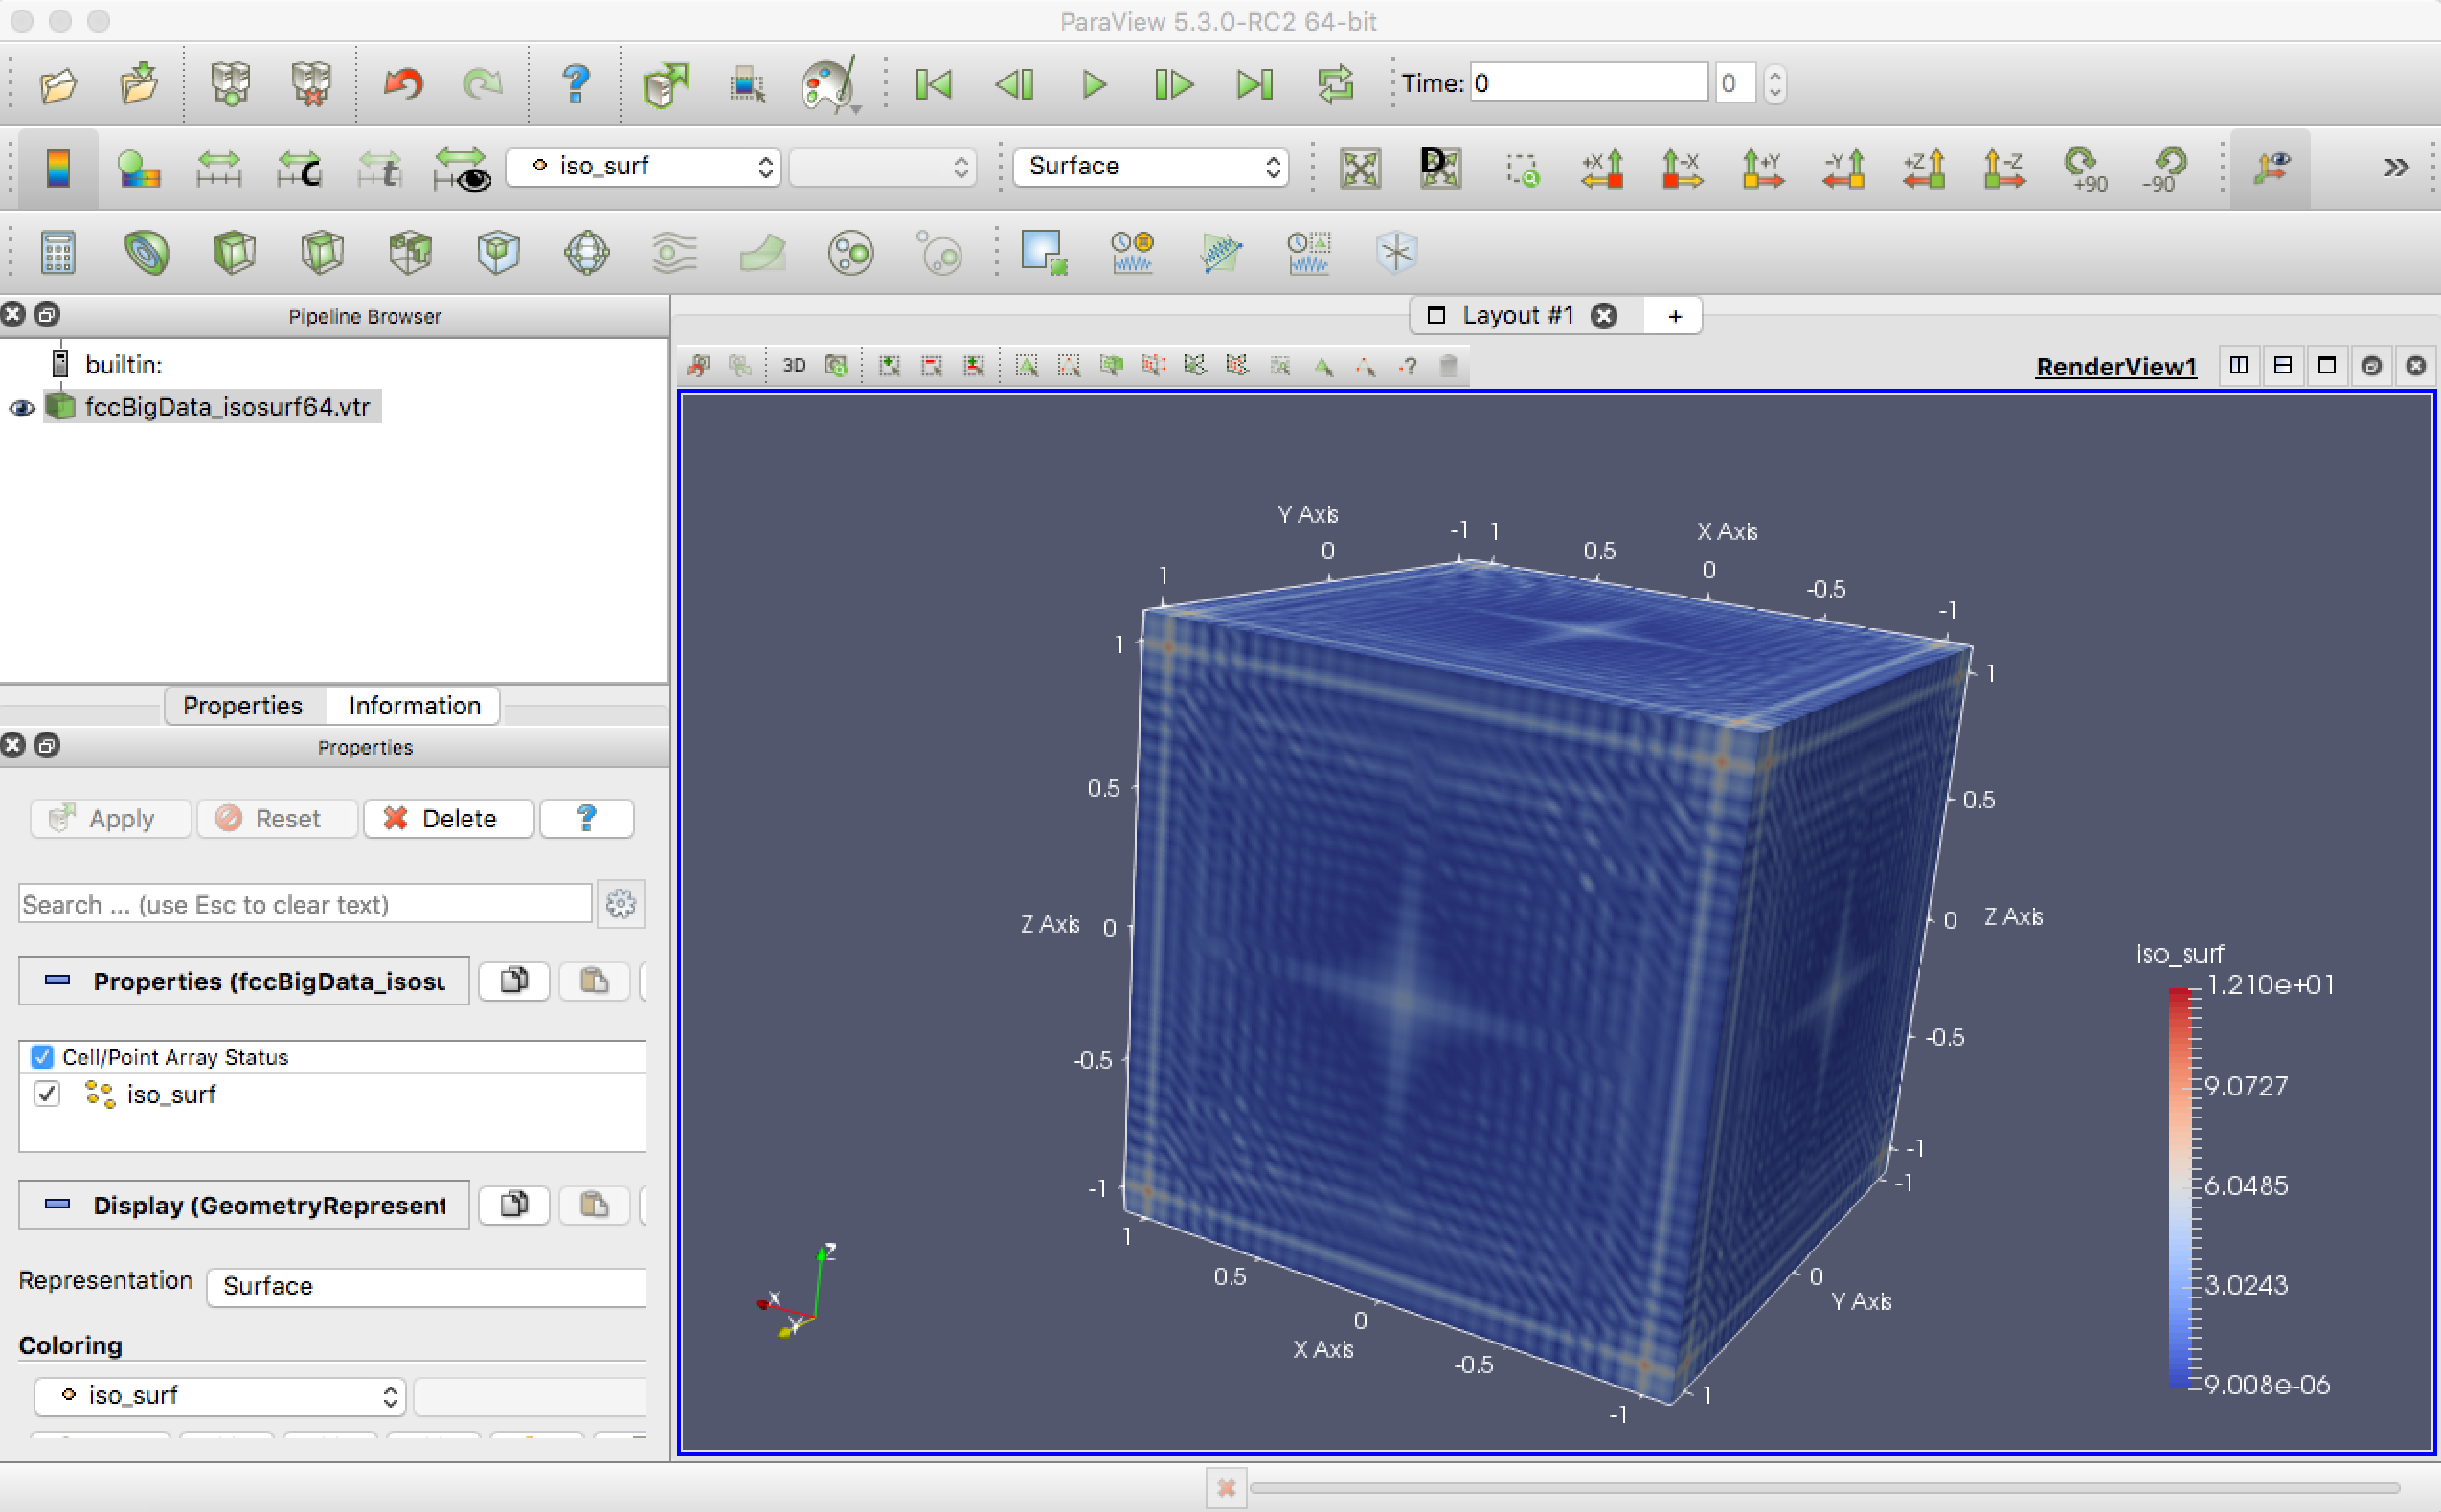 ParaView 5.3.0-RC2 64-bit
Time: 0 0
C t iso_surf Surface D +X -X +Y -Y +Z -Z +90 -90 »
Pipeline Browser
Layout #1 +
builtin:
3D RenderView1
fccBigData_isosurf64.vtr
Properties Information
Properties
Apply Reset Delete ?
Search ... (use Esc to clear text)
Properties (fccBigData_isosu
Cell/Point Array Status
iso_surf
Display (GeometryRepresent
Representation Surface
Coloring
iso_surf
Y Axis
-1 1
X Axis
0
0.5
0
1
-0.5
-1
1
1
0.5
0.5
Z Axis 0
0 Z Axis
-0.5
-0.5
-1
-1
-1
1
0.5
0
X Axis
-0.5
-1
1
0
Y Axis
Z
X
Y
iso_surf
1.210e+01
9.0727
6.0485
3.0243
9.008e-06